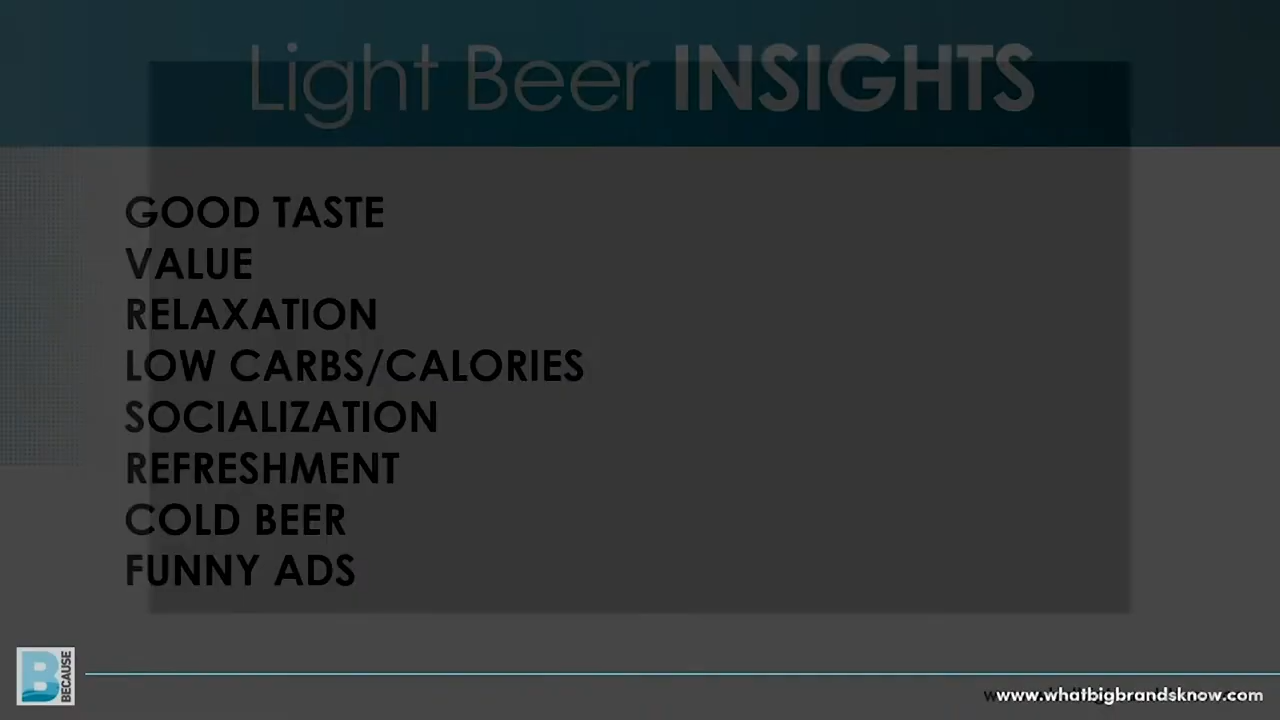 Light Beer INSIGHTS
GOOD TASTE
VALUE
RELAXATION
LOW CARBS/CALORIES
SOCIALIZATION
REFRESHMENT
COLD BEER
FUNNY ADS
B BECAUSE
www.whatbigbrandsknow.com